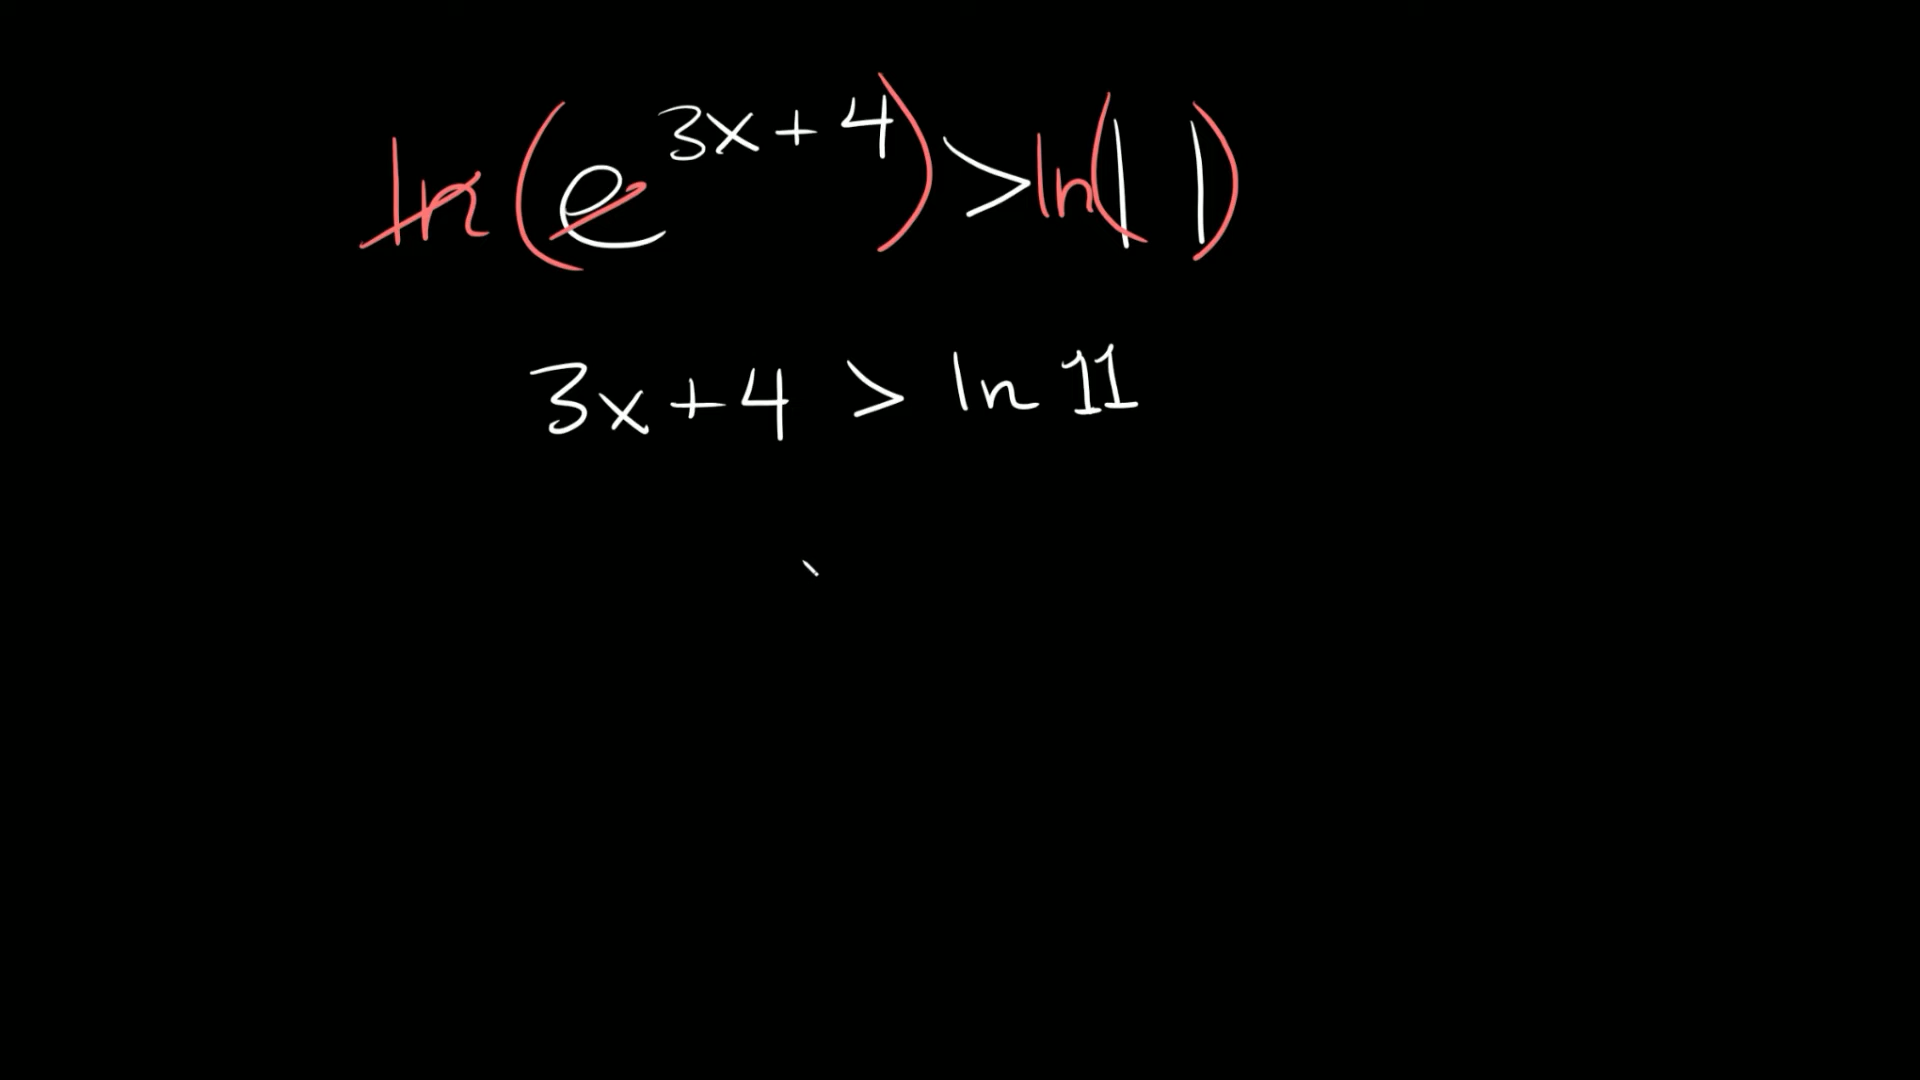 ln(e^{3x+4}) > ln(11)
3x+4 > ln 11